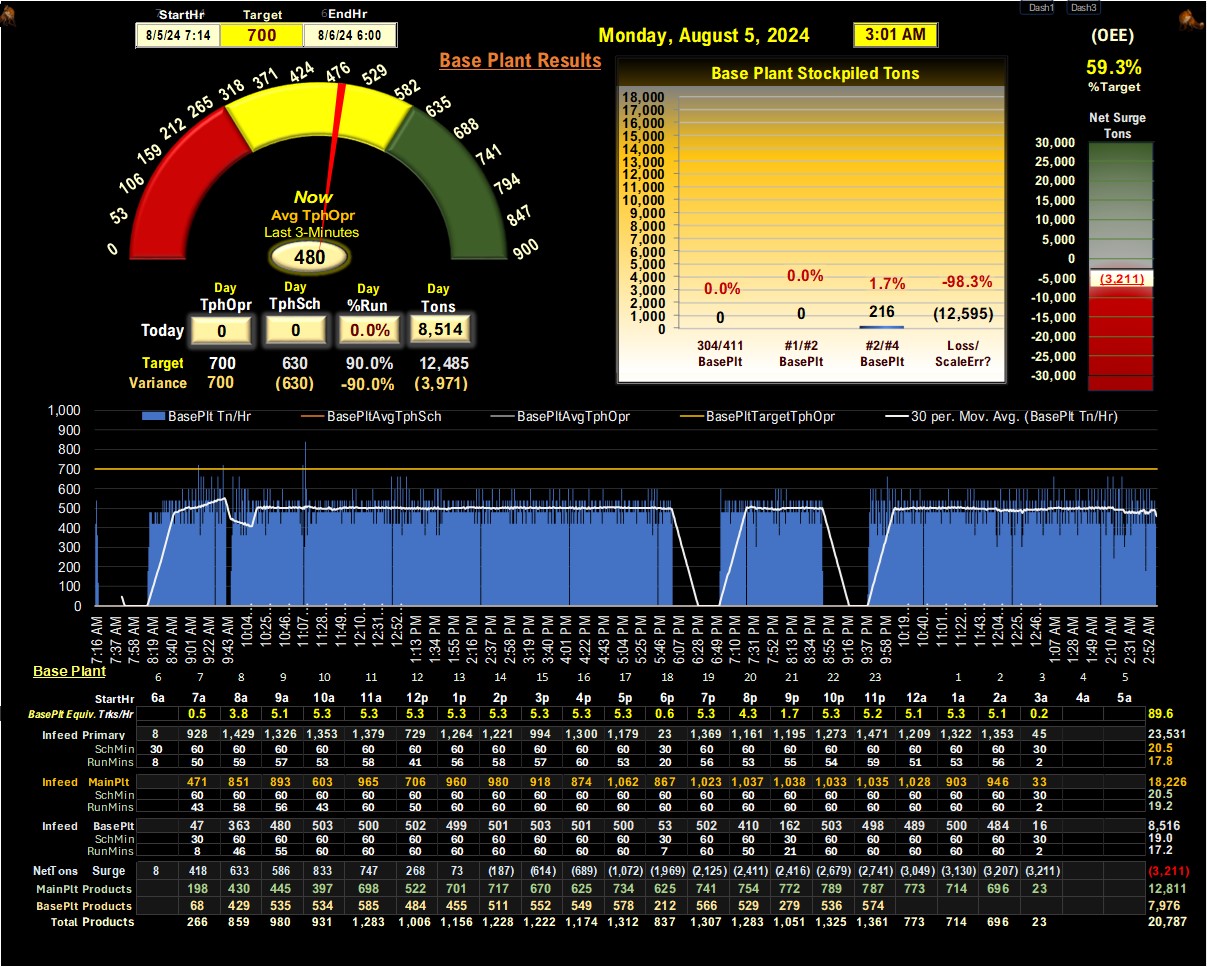 Dash1 Dash3
StartHr Target EndHr
8/5/24 7:14 700 8/6/24 6:00
Monday, August 5, 2024 3:01 AM
(OEE)
59.3%
%Target
Base Plant Results
Base Plant Stockpiled Tons
0 53 106 159 212 265 318 371 424 476 529 582 635 688 741 794 847 900
Now
Avg TphOpr
Last 3-Minutes
480
18,000
17,000
16,000
15,000
14,000
13,000
12,000
11,000
10,000
9,000
8,000
7,000
6,000
5,000
4,000
3,000
2,000
1,000
0
0.0% 0.0% 1.7% -98.3%
0 0 216 (12,595)
304/411 BasePlt
#1/#2 BasePlt
#2/#4 BasePlt
Loss/ ScaleErr?
Net Surge
Tons
30,000
25,000
20,000
15,000
10,000
5,000
0
-5,000
-10,000
-15,000
-20,000
-25,000
-30,000
(3,211)
Day Day Day Day
TphOpr TphSch %Run Tons
Today 0 0 0.0% 8,514
Target 700 630 90.0% 12,485
Variance 700 (630) -90.0% (3,971)
BasePlt Tn/Hr BasePltAvgTphSch BasePltAvgTphOpr BasePltTargetTphOpr 30 per. Mov. Avg. (BasePlt Tn/Hr)
1,000
900
800
700
600
500
400
300
200
100
0
7:16 AM 7:37 AM 7:58 AM 8:19 AM 8:40 AM 9:01 AM 9:22 AM 9:43 AM 10:04... 10:25... 10:46... 11:07... 11:28... 11:49... 12:10... 12:31... 12:52... 1:13 PM 1:34 PM 1:55 PM 2:16 PM 2:37 PM 2:58 PM 3:19 PM 3:40 PM 4:01 PM 4:22 PM 4:43 PM 5:04 PM 5:25 PM 5:46 PM 6:07 PM 6:28 PM 6:49 PM 7:10 PM 7:31 PM 7:52 PM 8:13 PM 8:34 PM 8:55 PM 9:16 PM 9:37 PM 9:58 PM 10:19... 10:40... 11:01... 11:22... 11:43... 12:04... 12:25... 12:46... 1:07 AM 1:28 AM 1:49 AM 2:10 AM 2:31 AM 2:52 AM
Base Plant
6 7 8 9 10 11 12 13 14 15 16 17 18 19 20 21 22 23 1 2 3 4 5
StartHr 6a 7a 8a 9a 10a 11a 12p 1p 2p 3p 4p 5p 6p 7p 8p 9p 10p 11p 12a 1a 2a 3a 4a 5a
BasePlt Equiv. Trks/Hr 0.5 3.8 5.1 5.3 5.3 5.3 5.3 5.3 5.3 5.3 5.3 0.6 5.3 4.3 1.7 5.3 5.2 5.1 5.3 5.1 0.2 89.6
Infeed Primary 8 928 1,429 1,326 1,353 1,379 729 1,264 1,221 994 1,300 1,179 23 1,369 1,161 1,195 1,273 1,471 1,209 1,322 1,353 45 23,531
SchMin 30 60 60 60 60 60 60 60 60 60 60 60 30 60 60 60 60 60 60 60 60 30 20.5
RunMins 8 50 59 57 53 58 41 56 58 57 60 53 20 56 53 55 54 59 51 53 56 2 17.8
Infeed MainPlt 471 851 893 603 965 706 960 980 918 874 1,062 867 1,023 1,037 1,038 1,033 1,035 1,028 903 946 33 18,226
SchMin 60 60 60 60 60 60 60 60 60 60 60 60 60 60 60 60 60 60 60 60 30 20.5
RunMins 43 58 56 43 60 50 60 60 60 60 60 60 60 60 60 60 60 60 60 60 2 19.2
Infeed BasePlt 47 363 480 503 500 502 499 501 503 501 500 53 502 410 162 503 498 489 500 484 16 8,516
SchMin 30 60 60 60 60 60 60 60 60 60 60 30 60 60 30 60 60 60 60 60 30 19.0
RunMins 8 46 55 60 60 60 60 60 60 60 60 7 60 50 21 60 60 60 60 60 2 17.2
NetTons Surge 8 418 633 586 833 747 268 73 (187) (614) (689) (1,072) (1,969) (2,125) (2,411) (2,416) (2,679) (2,741) (3,049) (3,130) (3,207) (3,211) (3,211)
MainPlt Products 198 430 445 397 698 522 701 717 670 625 734 625 741 754 772 789 787 773 714 696 23 12,811
BasePlt Products 68 429 535 534 585 484 455 511 552 549 578 212 566 529 279 536 574 7,976
Total Products 266 859 980 931 1,283 1,006 1,156 1,228 1,222 1,174 1,312 837 1,307 1,283 1,051 1,325 1,361 773 714 696 23 20,787